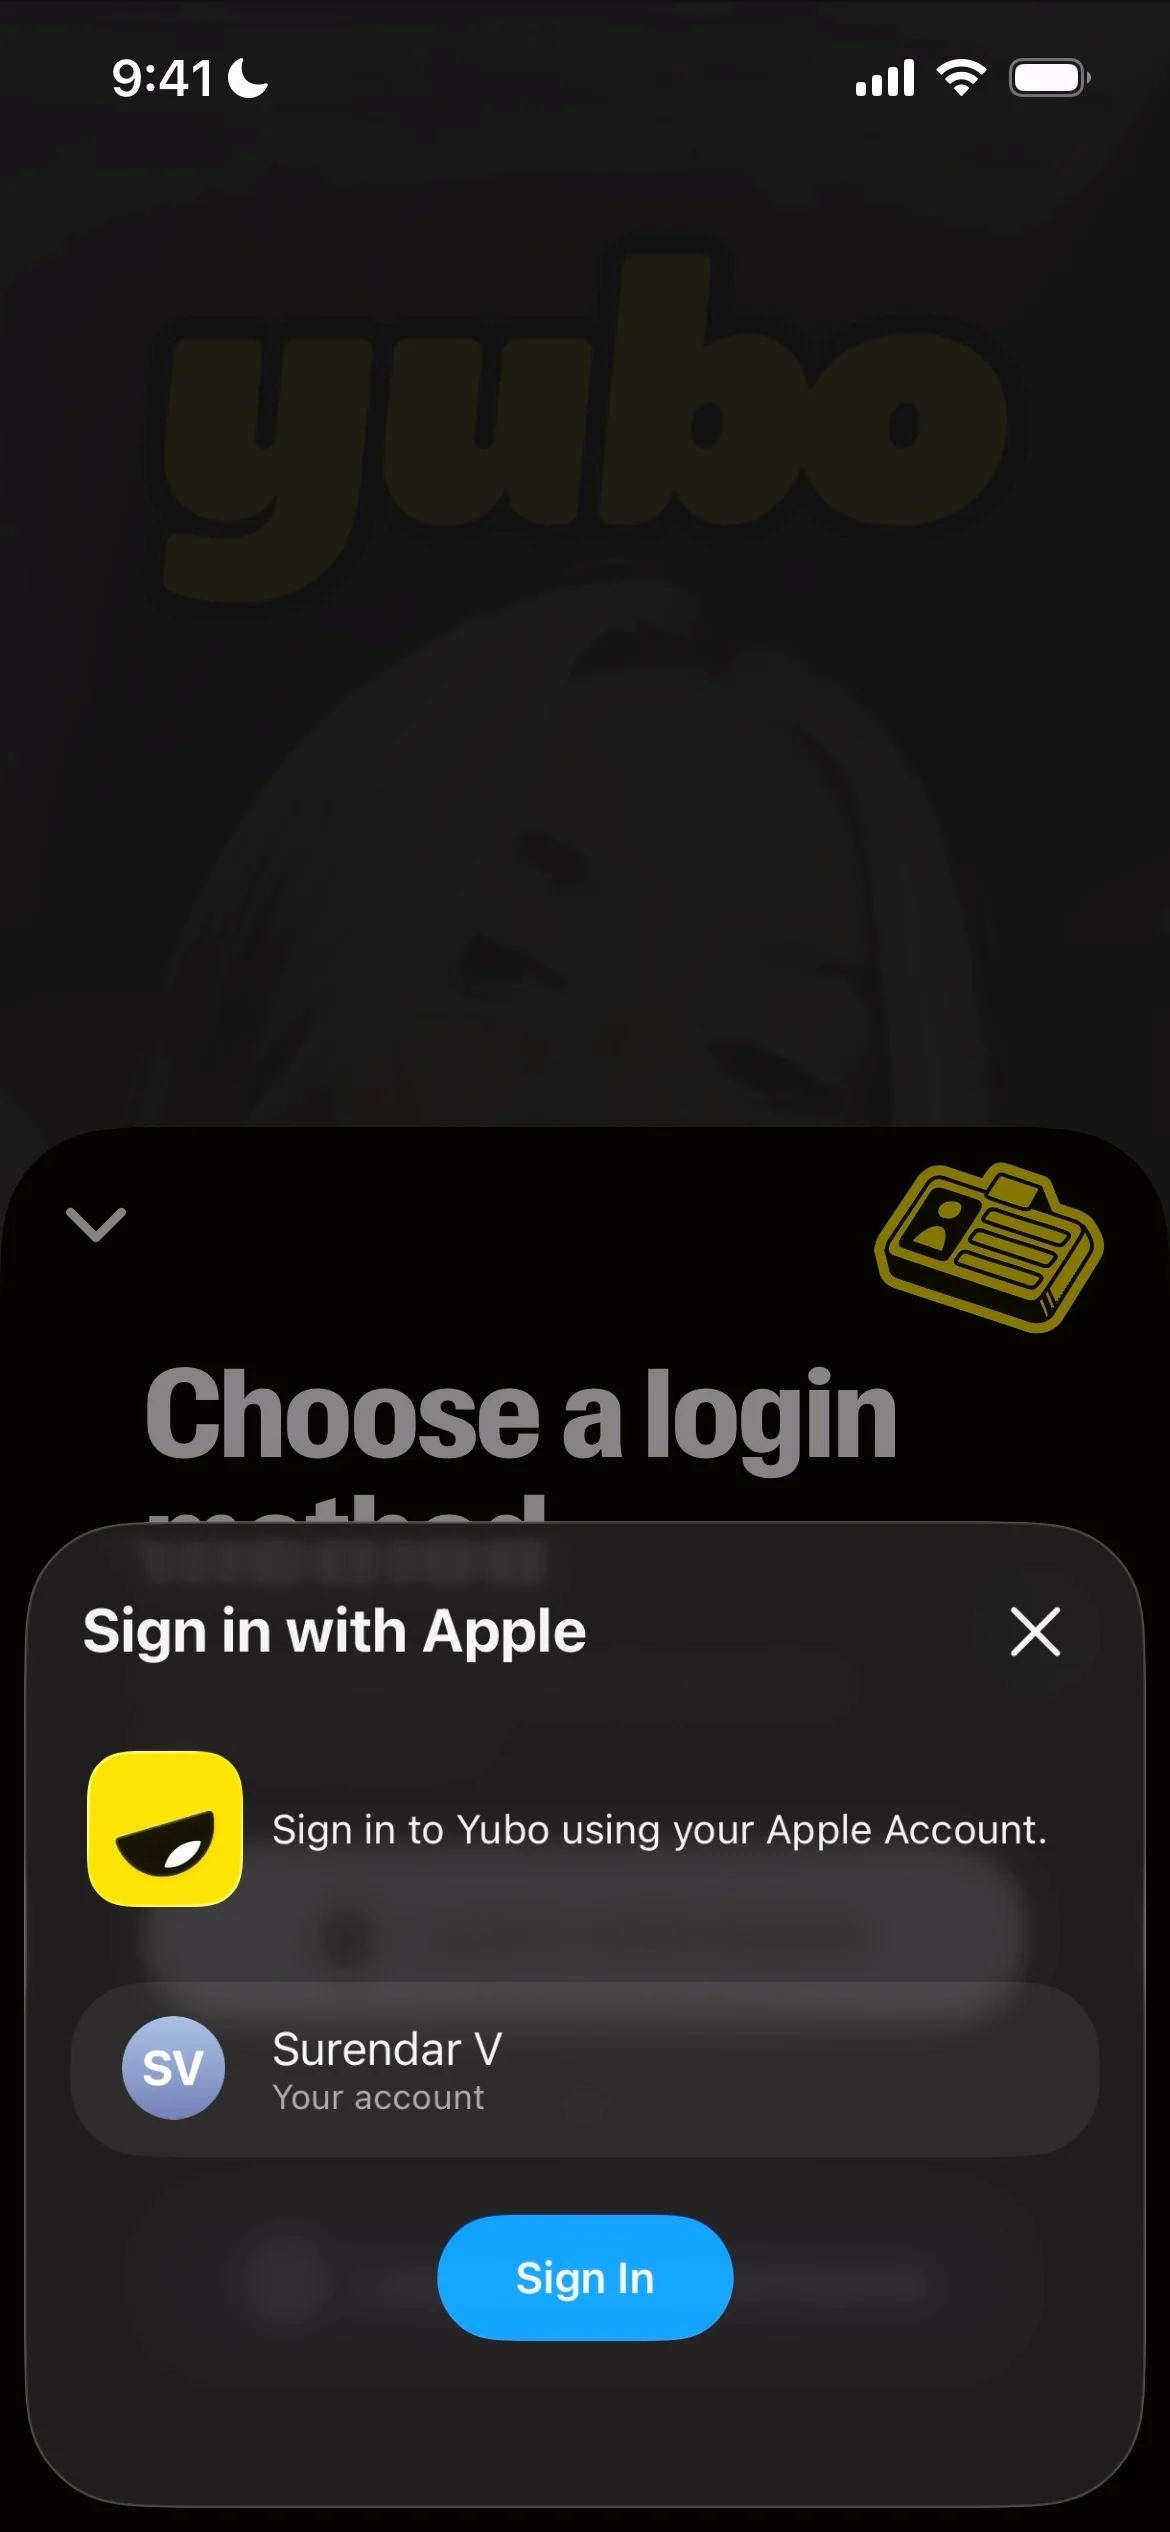 9:41
yubo
Choose a login
method
Sign in with Apple
Sign in to Yubo using your Apple Account.
SV
Surendar V
Your account
Sign In